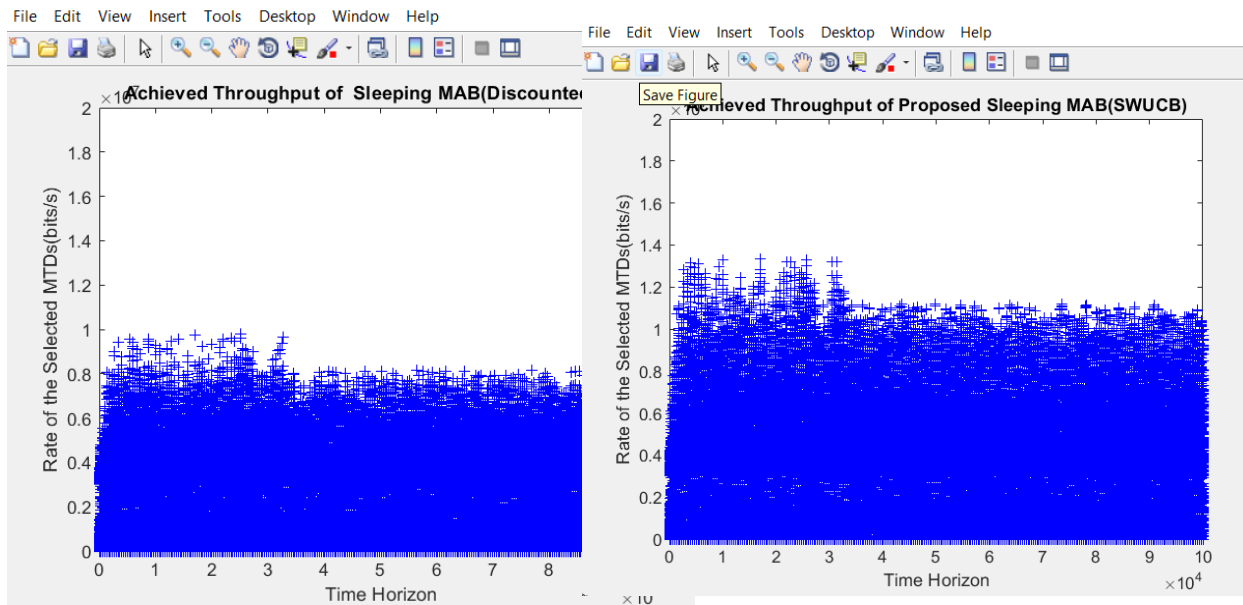 File Edit View Insert Tools Desktop Window Help
Achieved Throughput of Sleeping MAB(Discounted
×10
2
1.8
1.6
1.4
1.2
1
0.8
0.6
0.4
0.2
0
Rate of the Selected MTDs(bits/s)
0 1 2 3 4 5 6 7 8
Time Horizon
×10
File Edit View Insert Tools Desktop Window Help
Save Figure
Achieved Throughput of Proposed Sleeping MAB(SWUCB)
×10
2
1.8
1.6
1.4
1.2
1
0.8
0.6
0.4
0.2
0
Rate of the Selected MTDs(bits/s)
0 1 2 3 4 5 6 7 8 9 10
Time Horizon
×10⁴